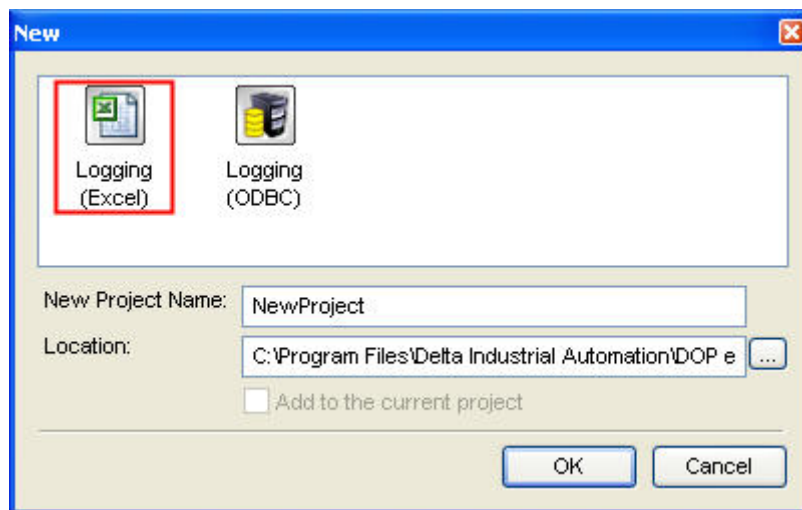 New
Logging
(Excel)
Logging
(ODBC)
New Project Name:
NewProject
Location:
C:\Program Files\Delta Industrial Automation\DOP e
...
Add to the current project
OK
Cancel